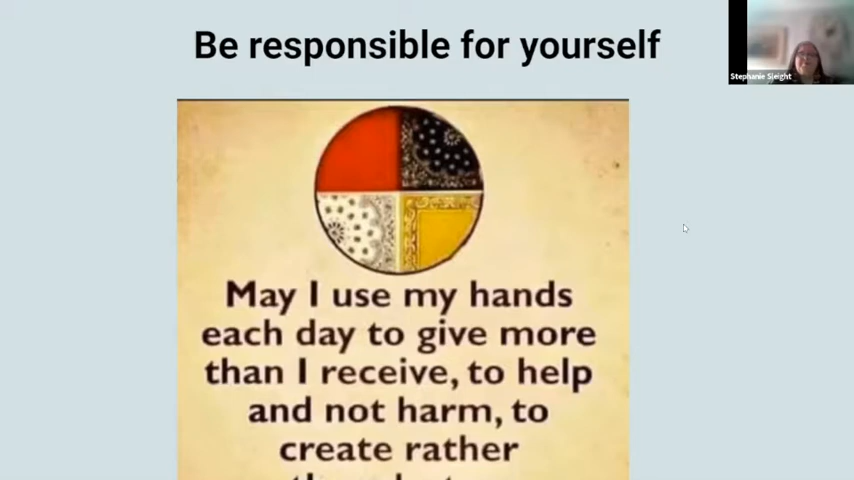 Be responsible for yourself
Stephanie Sleight
May I use my hands
each day to give more
than I receive, to help
and not harm, to
create rather